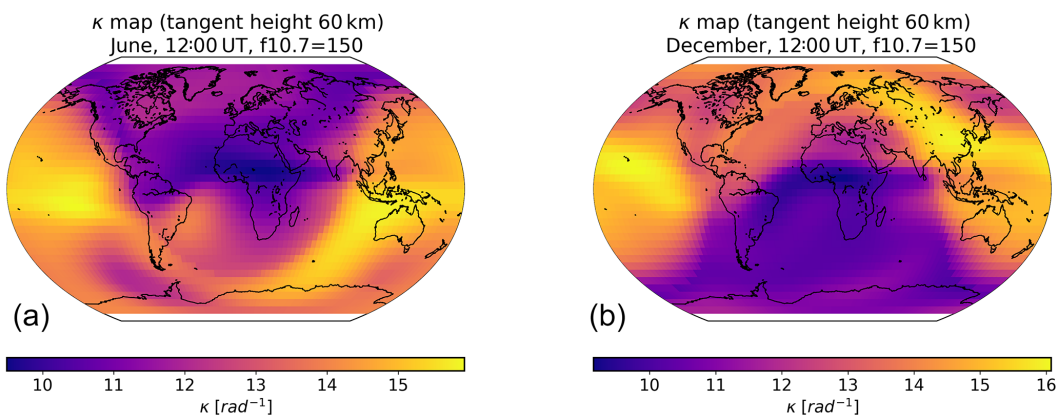 κ map (tangent height 60 km)
June, 12:00 UT, f10.7=150
(a)
10 11 12 13 14 15
κ [rad⁻¹]
κ map (tangent height 60 km)
December, 12:00 UT, f10.7=150
(b)
10 11 12 13 14 15 16
κ [rad⁻¹]